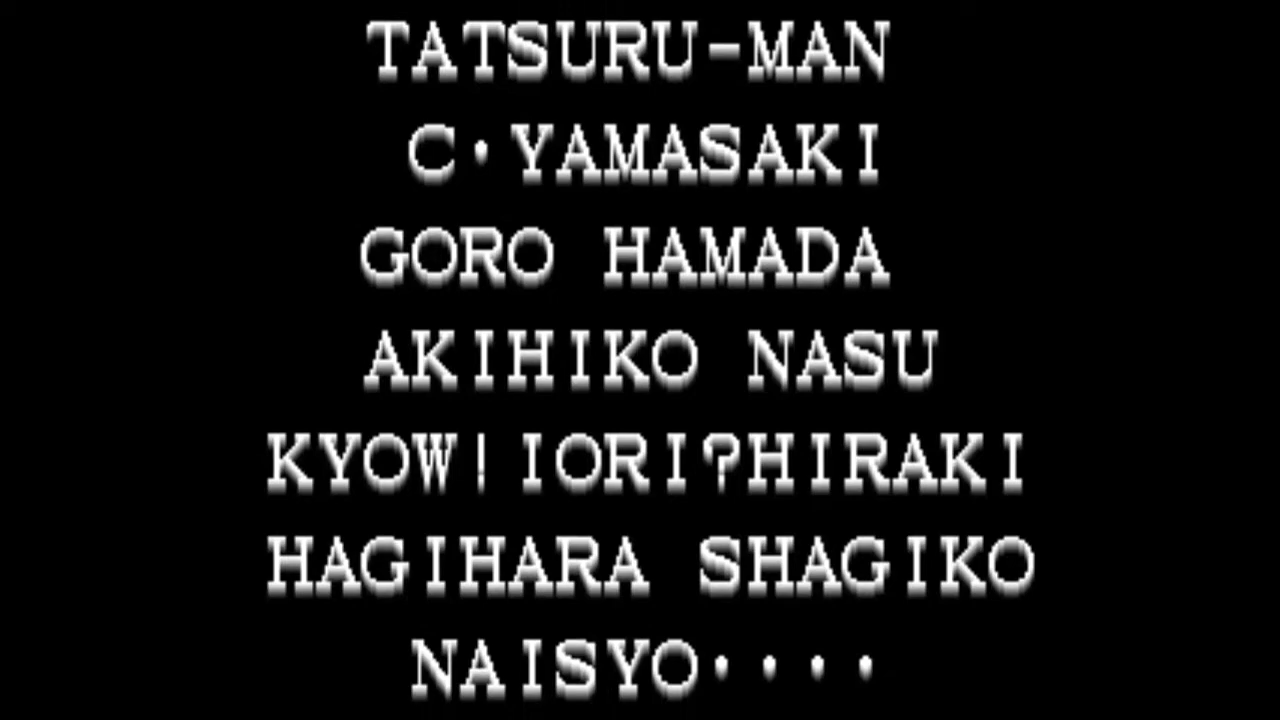 TATSURU-MAN
C·YAMASAKI
GORO HAMADA
AKIHIKO NASU
KYOW!IORI?HIRAKI
HAGIHARA SHAGIKO
NAISYO····